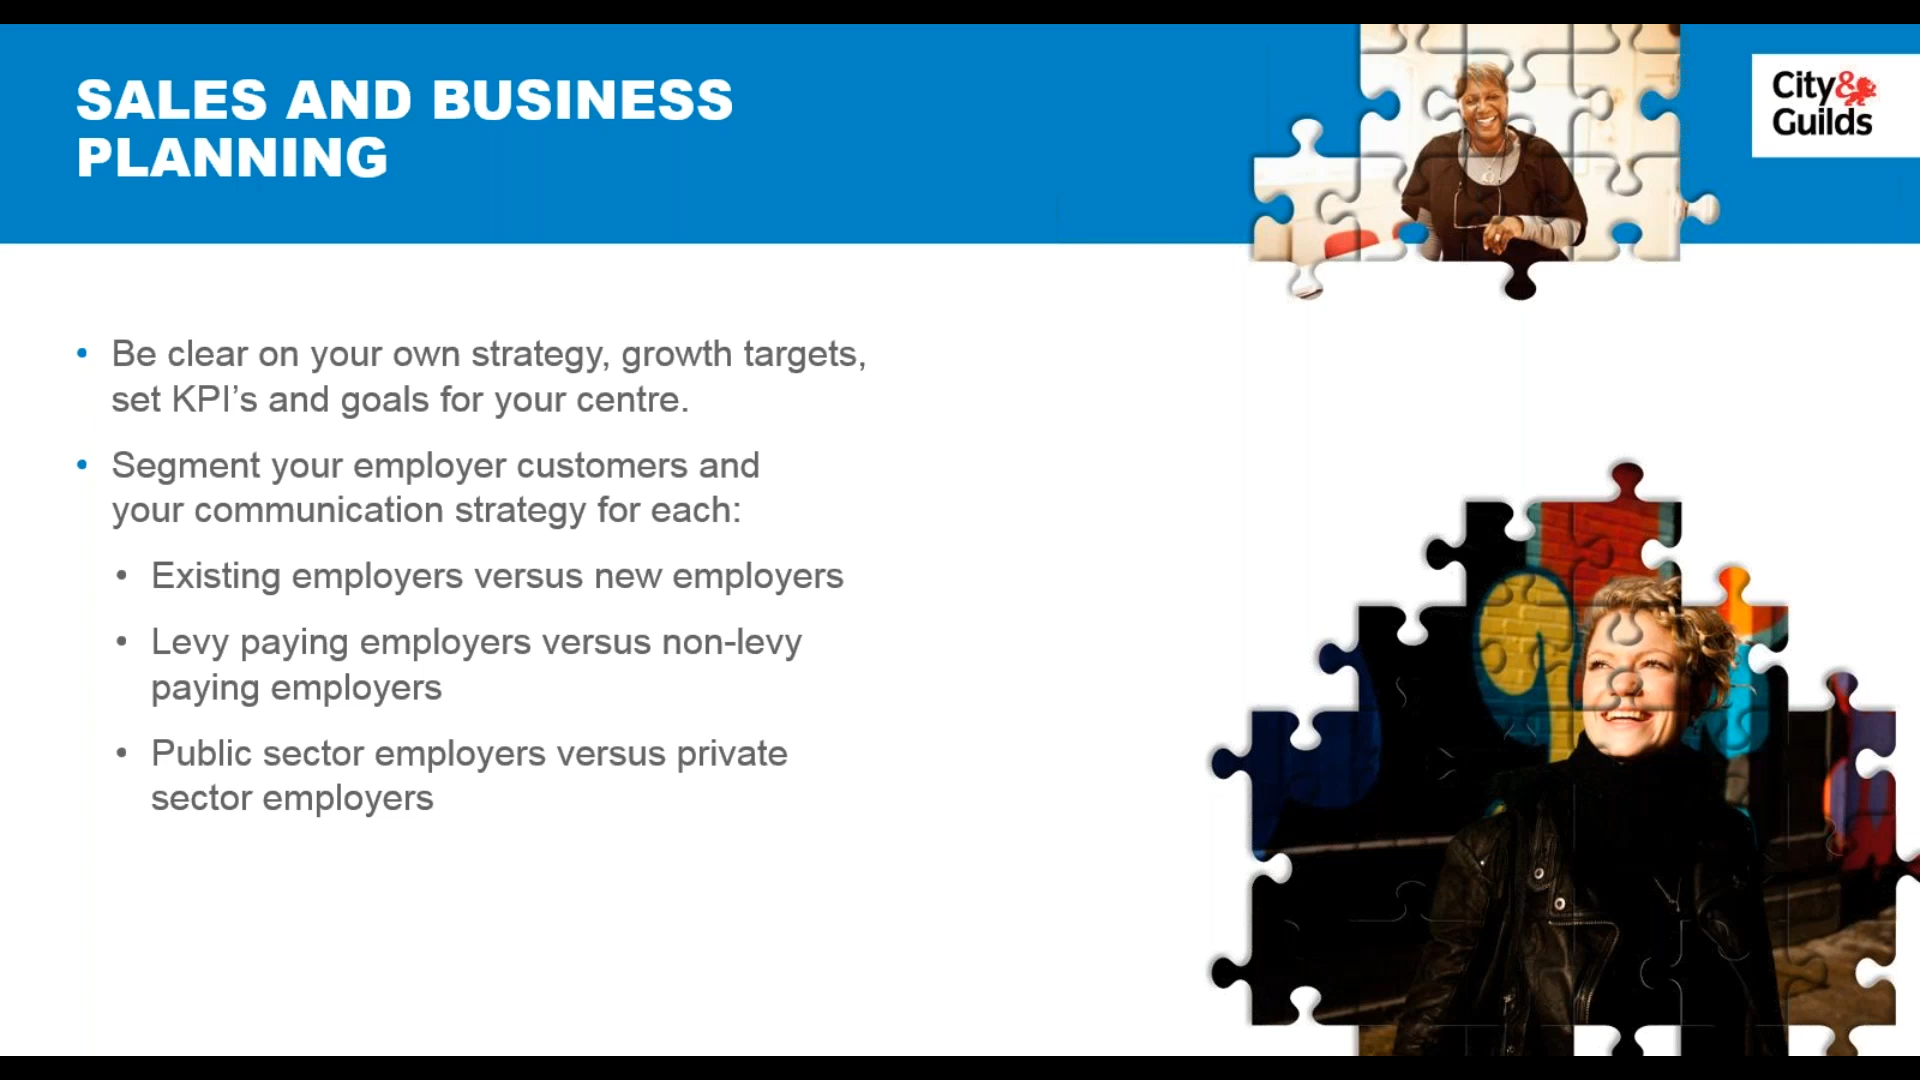 SALES AND BUSINESS
PLANNING
City&
Guilds
• Be clear on your own strategy, growth targets,
set KPI’s and goals for your centre.
• Segment your employer customers and
your communication strategy for each:
• Existing employers versus new employers
• Levy paying employers versus non-levy
paying employers
• Public sector employers versus private
sector employers